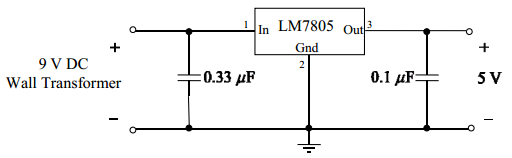 1 In LM7805 Out 3
+ Gnd +
9 V DC 2
Wall Transformer 0.33 µF 0.1 µF 5 V
– –